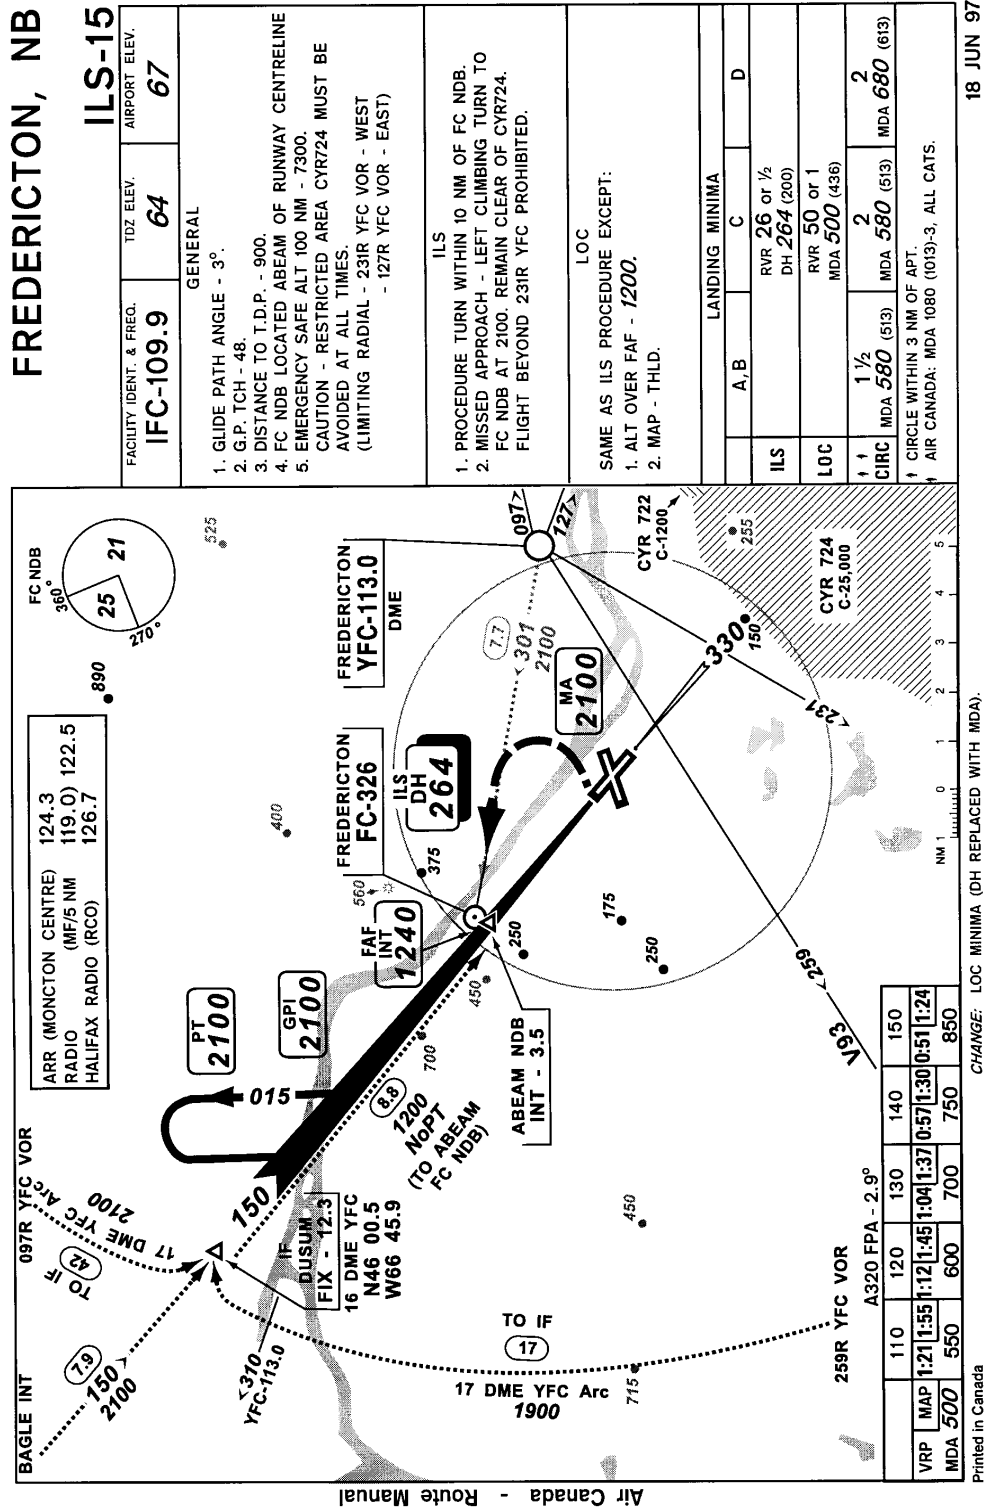 FREDERICTON, NB
ILS-15
FACILITY IDENT. & FREQ.
IFC-109.9
TDZ ELEV.
64
AIRPORT ELEV.
67
GENERAL
1. GLIDE PATH ANGLE - 3º.
2. G.P. TCH - 48.
3. DISTANCE TO T.D.P. - 900.
4. FC NDB LOCATED ABEAM OF RUNWAY CENTRELINE
5. EMERGENCY SAFE ALT 100 NM - 7300.
CAUTION - RESTRICTED AREA CYR724 MUST BE
AVOIDED AT ALL TIMES.
(LIMITING RADIAL - 231R YFC VOR - WEST
- 127R YFC VOR - EAST)
ILS
1. PROCEDURE TURN WITHIN 10 NM OF FC NDB.
2. MISSED APPROACH - LEFT CLIMBING TURN TO
FC NDB AT 2100. REMAIN CLEAR OF CYR724.
FLIGHT BEYOND 231R YFC PROHIBITED.
LOC
SAME AS ILS PROCEDURE EXCEPT:
1. ALT OVER FAF - 1200.
2. MAP - THLD.
LANDING MINIMA
A,B C D
ILS
RVR 26 or ½
DH 264 (200)
LOC
RVR 50 or 1
MDA 500 (436)
CIRC
1 ½
MDA 580 (513)
2
MDA 580 (513)
2
MDA 680 (613)
CIRCLE WITHIN 3 NM OF APT.
AIR CANADA: MDA 1080 (1013)-3, ALL CATS.
18 JUN 97
Air Canada - Route Manual
BAGLE INT
097R YFC VOR
ARR (MONCTON CENTRE) 124.3
RADIO (MF/5 NM 119.0) 122.5
HALIFAX RADIO (RCO) 126.7
FC NDB
360°
270°
25
21
890
525
400
TO IF
42
17 DME YFC Arc
2100
7.9
150
2100
PT
2100
GPI
2100
015
150
<310
YFC-113.0
IF
DUSUM
FIX - 12.3
16 DME YFC
N46 00.5
W66 45.9
8.8
1200
NoPT
(TO ABEAM
FC NDB)
FAF
INT
1240
560
375
FREDERICTON
FC-326
ILS
DH
264
FREDERICTON
YFC-113.0
DME
7.7
301
2100
MA
2100
097>
127>
700
450
250
ABEAM NDB
INT - 3.5
175
250
330
150
CYR 722
C-1200
255
CYR 724
C-25,000
<231
259
V93
450
TO IF
17
17 DME YFC Arc
1900
715
259R YFC VOR
A320 FPA - 2.9º
NM 1 0 1 2 3 4 5
110 120 130 140 150
VRP MAP 1:21 1:55 1:12 1:45 1:04 1:37 0:57 1:30 0:51 1:24
MDA 500 550 600 700 750 850
Printed in Canada
CHANGE: LOC MINIMA (DH REPLACED WITH MDA).